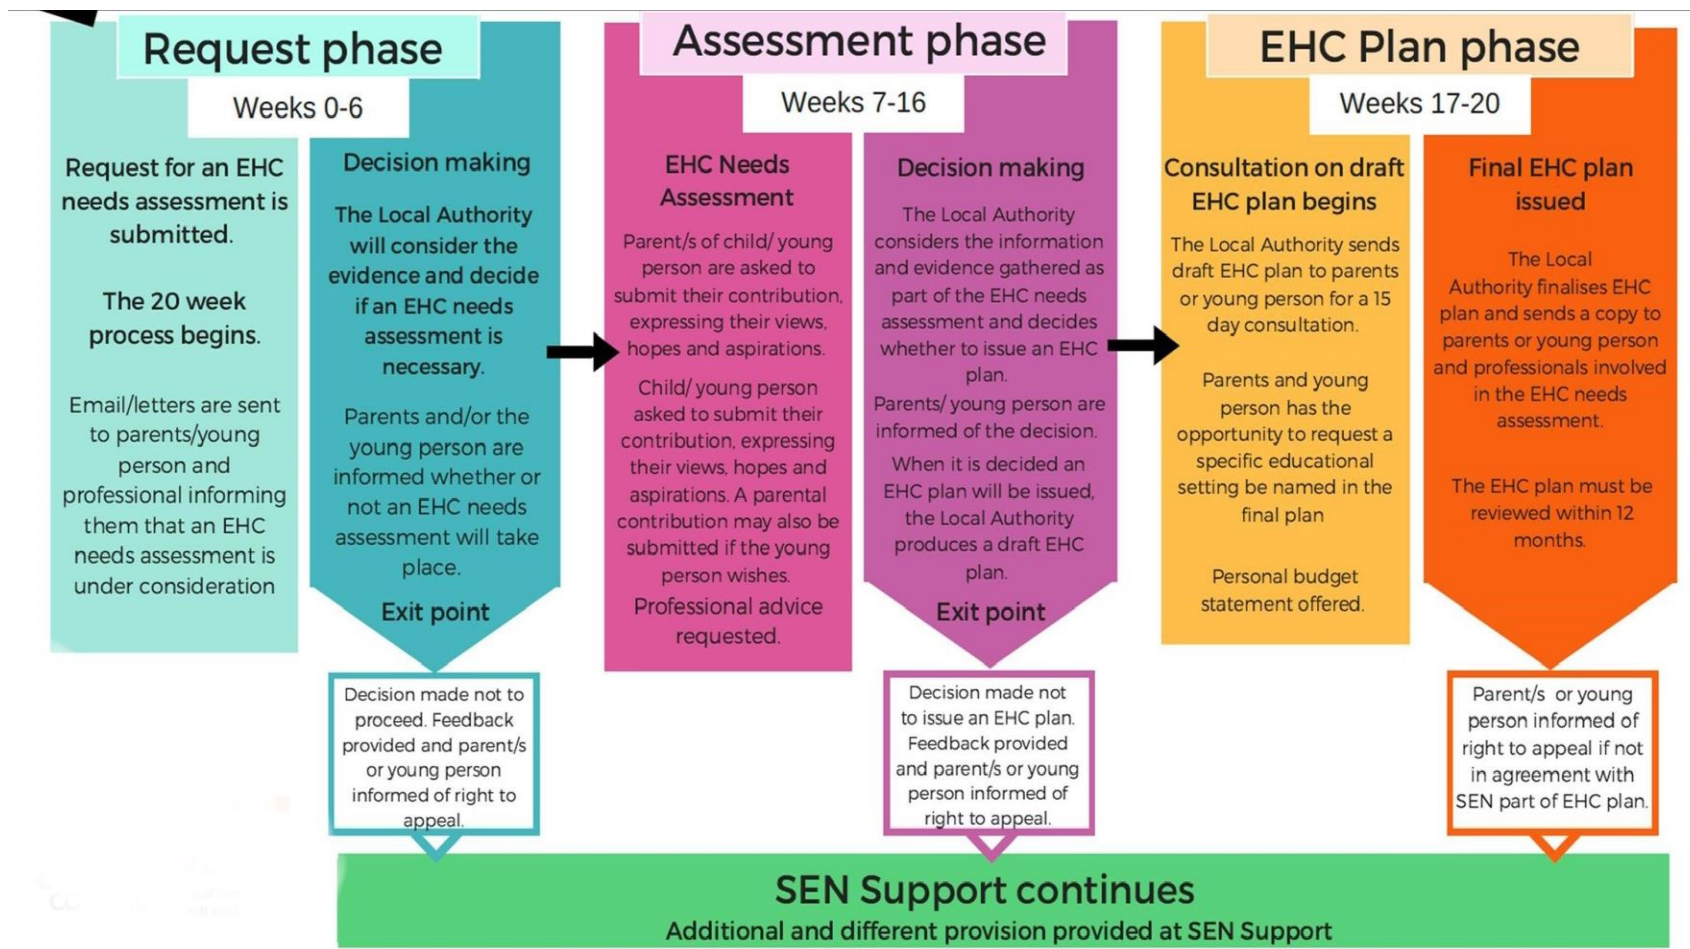 Request phase
Weeks 0-6
Request for an EHC
needs assessment is
submitted.
The 20 week
process begins.
Email/letters are sent
to parents/young
person and
professional informing
them that an EHC
needs assessment is
under consideration
Decision making
The Local Authority
will consider the
evidence and decide
if an EHC needs
assessment is
necessary.
Parents and/or the
young person are
informed whether or
not an EHC needs
assessment will take
place.
Exit point
Decision made not to
proceed. Feedback
provided and parent/s
or young person
informed of right to
appeal.
Assessment phase
Weeks 7-16
EHC Needs
Assessment
Parent/s of child/ young
person are asked to
submit their contribution,
expressing their views,
hopes and aspirations.
Child/ young person
asked to submit their
contribution, expressing
their views, hopes and
aspirations. A parental
contribution may also be
submitted if the young
person wishes.
Professional advice
requested.
Decision making
The Local Authority
considers the information
and evidence gathered as
part of the EHC needs
assessment and decides
whether to issue an EHC
plan.
Parents/ young person are
informed of the decision.
When it is decided an
EHC plan will be issued,
the Local Authority
produces a draft EHC
plan.
Exit point
Decision made not
to issue an EHC plan.
Feedback provided
and parent/s or young
person informed of
right to appeal.
EHC Plan phase
Weeks 17-20
Consultation on draft
EHC plan begins
The Local Authority sends
draft EHC plan to parents
or young person for a 15
day consultation.
Parents and young
person has the
opportunity to request a
specific educational
setting be named in the
final plan
Personal budget
statement offered.
Final EHC plan
issued
The Local
Authority finalises EHC
plan and sends a copy to
parents or young person
and professionals involved
in the EHC needs
assessment.
The EHC plan must be
reviewed within 12
months.
Parent/s or young
person informed of
right to appeal if not
in agreement with
SEN part of EHC plan.
SEN Support continues
Additional and different provision provided at SEN Support